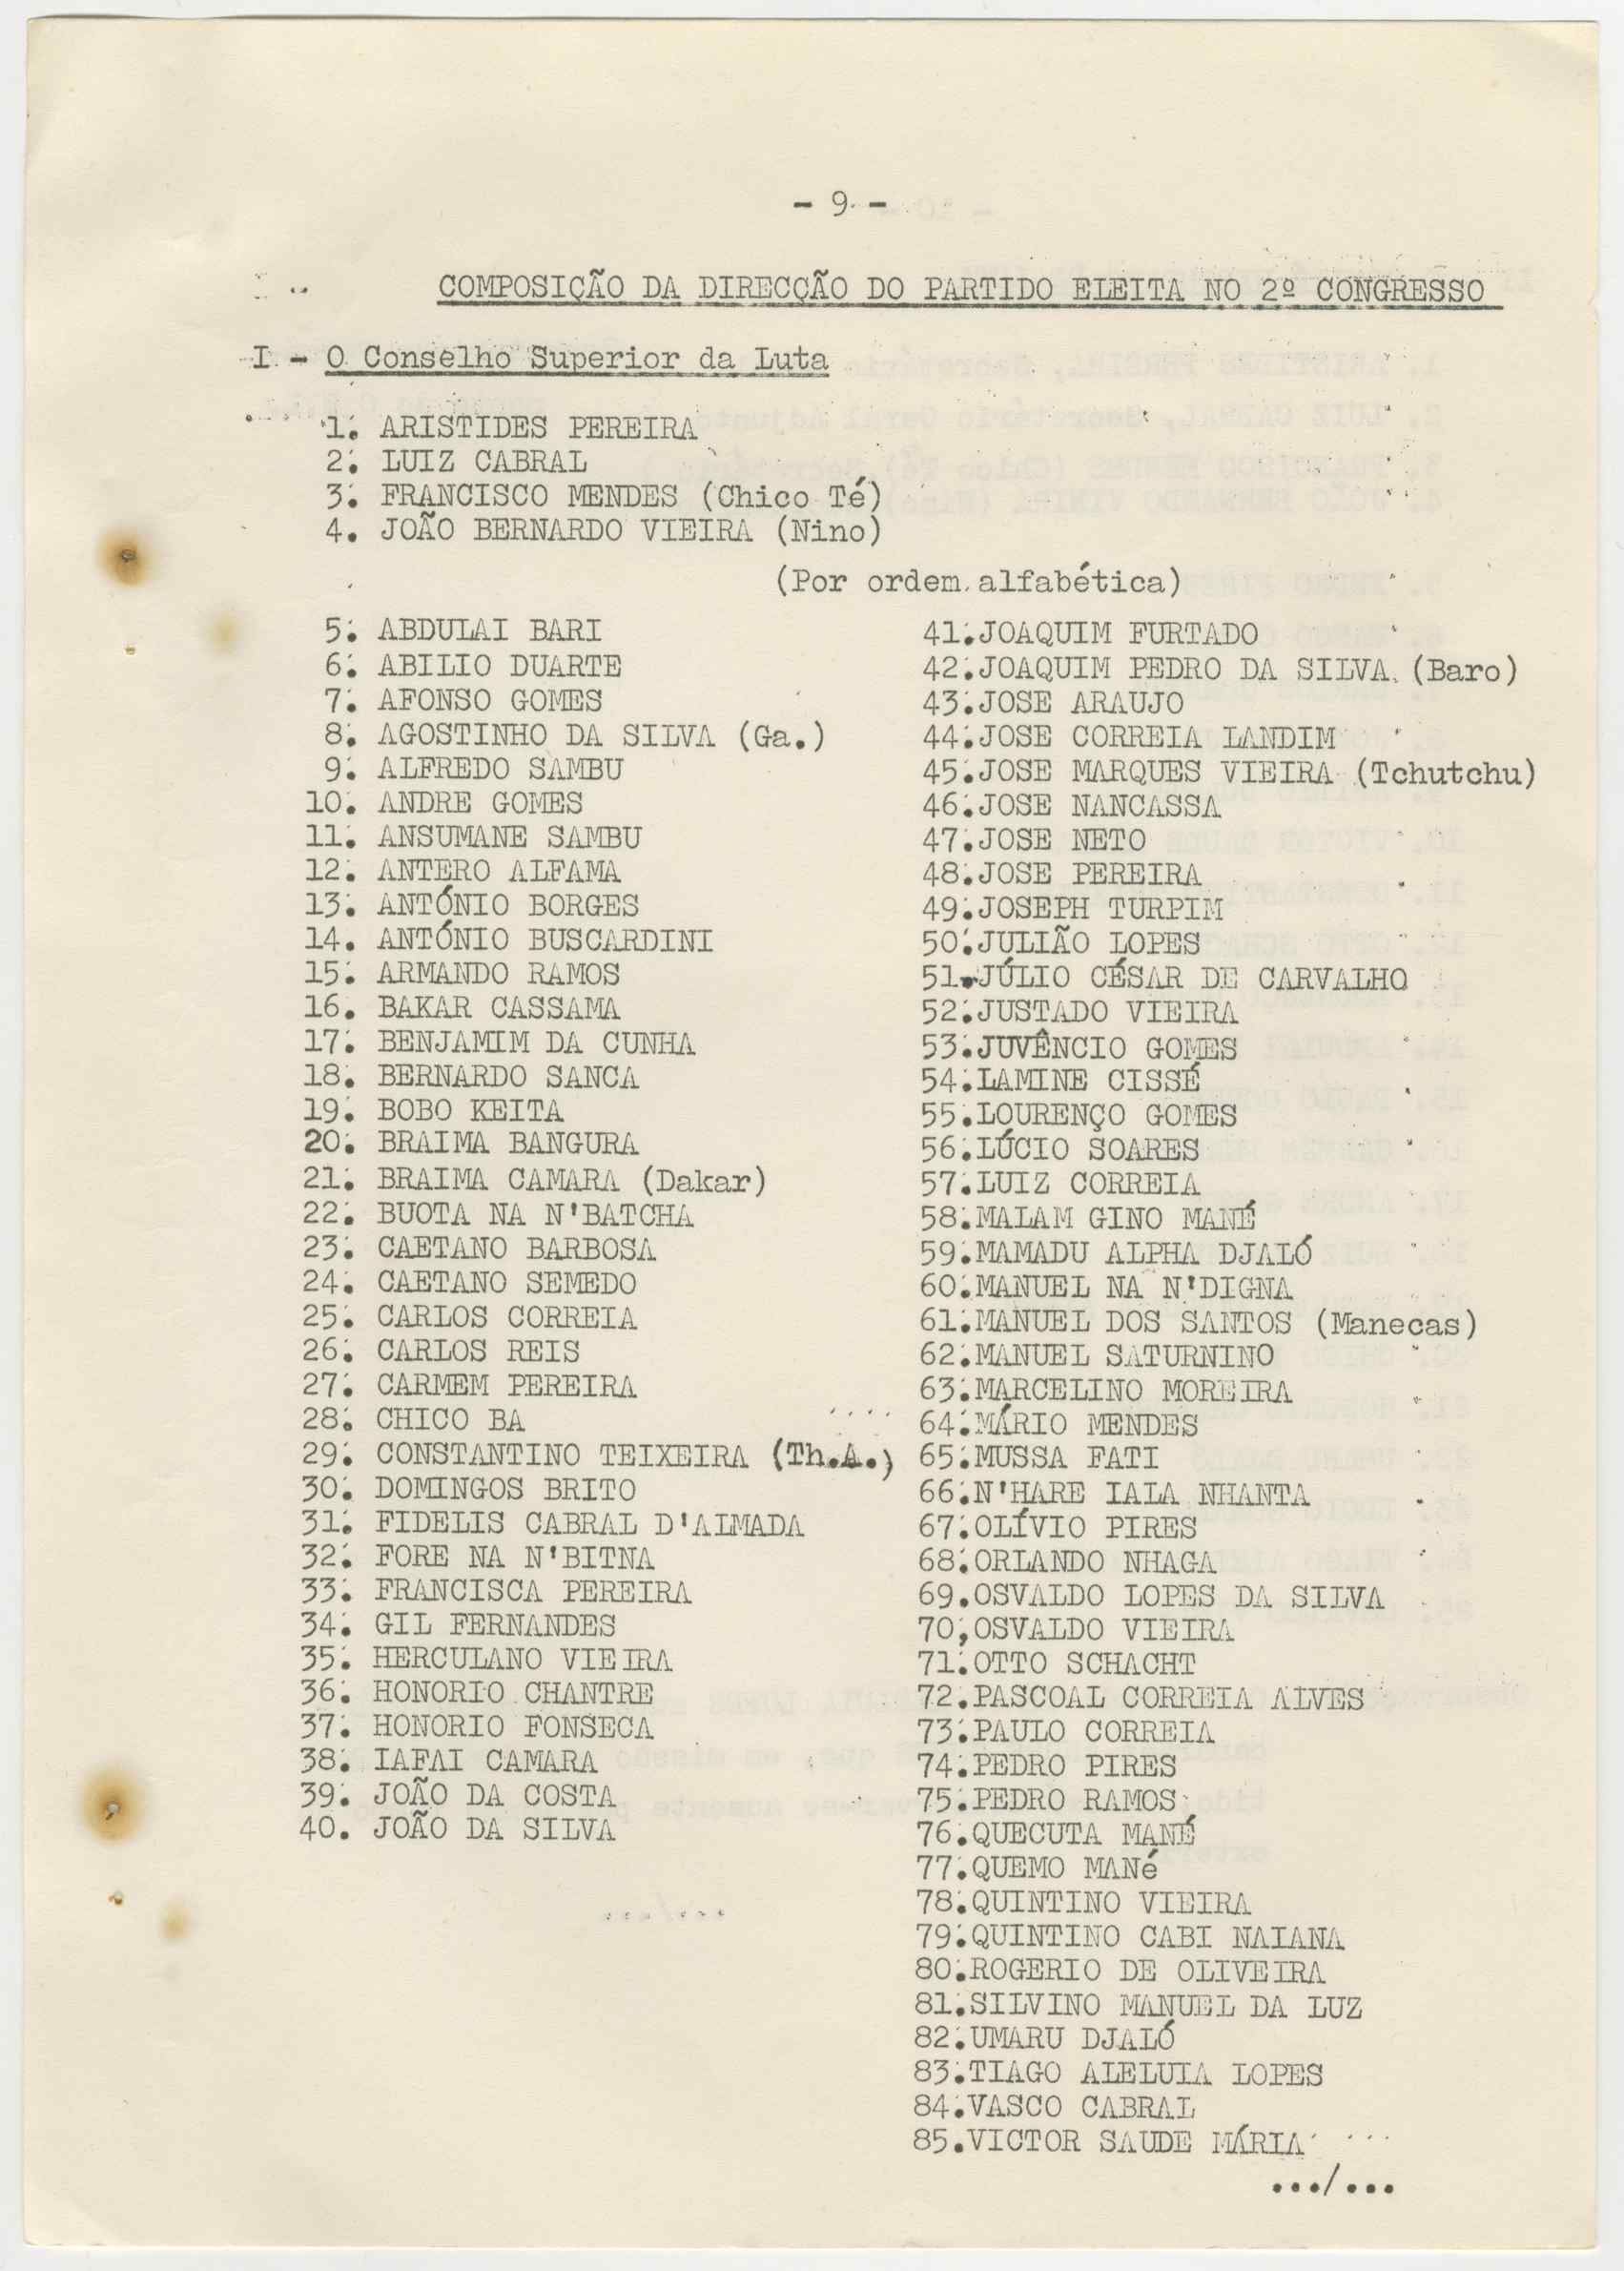 - 9 -
COMPOSIÇÃO DA DIRECÇÃO DO PARTIDO ELEITA NO 2º CONGRESSO
I - O Conselho Superior da Luta
1. ARISTIDES PEREIRA
2. LUIZ CABRAL
3. FRANCISCO MENDES (Chico Té)
4. JOÃO BERNARDO VIEIRA (Nino)
(Por ordem alfabética)
5. ABDULAI BARI
6. ABILIO DUARTE
7. AFONSO GOMES
8. AGOSTINHO DA SILVA (Ga.)
9. ALFREDO SAMBU
10. ANDRE GOMES
11. ANSUMANE SAMBU
12. ANTERO ALFAMA
13. ANTÓNIO BORGES
14. ANTÓNIO BUSCARDINI
15. ARMANDO RAMOS
16. BAKAR CASSAMA
17. BENJAMIM DA CUNHA
18. BERNARDO SANCA
19. BOBO KEITA
20. BRAIMA BANGURA
21. BRAIMA CAMARA (Dakar)
22. BUOTA NA N'BATCHA
23. CAETANO BARBOSA
24. CAETANO SEMEDO
25. CARLOS CORREIA
26. CARLOS REIS
27. CARMEM PEREIRA
28. CHICO BA
29. CONSTANTINO TEIXEIRA (Th.A.)
30. DOMINGOS BRITO
31. FIDELIS CABRAL D'ALMADA
32. FORE NA N'BITNA
33. FRANCISCA PEREIRA
34. GIL FERNANDES
35. HERCULANO VIEIRA
36. HONORIO CHANTRE
37. HONORIO FONSECA
38. IAFAI CAMARA
39. JOÃO DA COSTA
40. JOÃO DA SILVA
41.JOAQUIM FURTADO
42.JOAQUIM PEDRO DA SILVA (Baro)
43.JOSE ARAUJO
44.JOSE CORREIA LANDIM
45.JOSE MARQUES VIEIRA (Tchutchu)
46.JOSE NANCASSA
47.JOSE NETO
48.JOSE PEREIRA
49.JOSEPH TURPIM
50.JULIÃO LOPES
51.JÚLIO CÉSAR DE CARVALHO
52.JUSTADO VIEIRA
53.JUVÊNCIO GOMES
54.LAMINE CISSÉ
55.LOURENÇO GOMES
56.LÚCIO SOARES
57.LUIZ CORREIA
58.MALAM GINO MANÉ
59.MAMADU ALPHA DJALÓ
60.MANUEL NA N'DIGNA
61.MANUEL DOS SANTOS (Manecas)
62.MANUEL SATURNINO
63.MARCELINO MOREIRA
64.MÁRIO MENDES
65.MUSSA FATI
66.N'HARE IALA NHANTA
67.OLÍVIO PIRES
68.ORLANDO NHAGA
69.OSVALDO LOPES DA SILVA
70,OSVALDO VIEIRA
71.OTTO SCHACHT
72.PASCOAL CORREIA ALVES
73.PAULO CORREIA
74.PEDRO PIRES
75.PEDRO RAMOS
76.QUECUTA MANÉ
77.QUEMO MANé
78.QUINTINO VIEIRA
79.QUINTINO CABI NAIANA
80.ROGERIO DE OLIVEIRA
81.SILVINO MANUEL DA LUZ
82.UMARU DJALÓ
83.TIAGO ALELUIA LOPES
84.VASCO CABRAL
85.VICTOR SAUDE MÁRIA
.../...